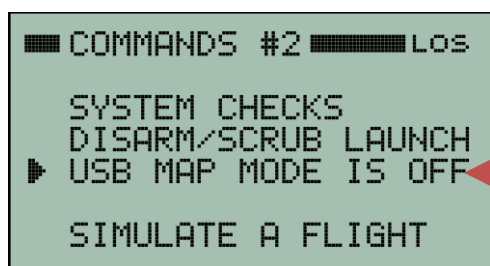 COMMANDS #2 LOS
SYSTEM CHECKS
DISARM/SCRUB LAUNCH
USB MAP MODE IS OFF
SIMULATE A FLIGHT